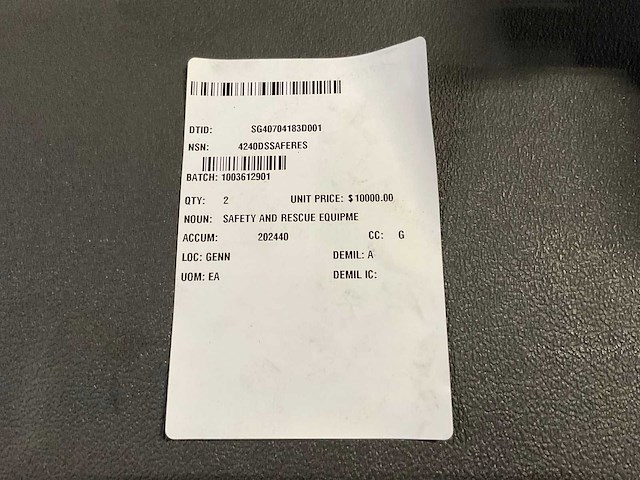 DTID: SG40704183D001
NSN: 4240DSSAFERES
BATCH: 1003612901
QTY: 2 UNIT PRICE: $10000.00
NOUN: SAFETY AND RESCUE EQUIPME
ACCUM: 202440 CC: G
LOC: GENN DEMIL: A
UOM: EA DEMIL IC: